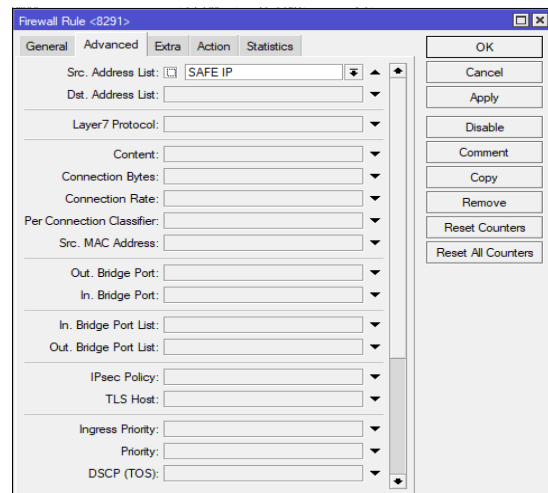 Firewall Rule <8291>
General Advanced Extra Action Statistics
Src. Address List: SAFE IP
Dst. Address List:
Layer7 Protocol:
Content:
Connection Bytes:
Connection Rate:
Per Connection Classifier:
Src. MAC Address:
Out. Bridge Port:
In. Bridge Port:
In. Bridge Port List:
Out. Bridge Port List:
IPsec Policy:
TLS Host:
Ingress Priority:
Priority:
DSCP (TOS):
OK
Cancel
Apply
Disable
Comment
Copy
Remove
Reset Counters
Reset All Counters